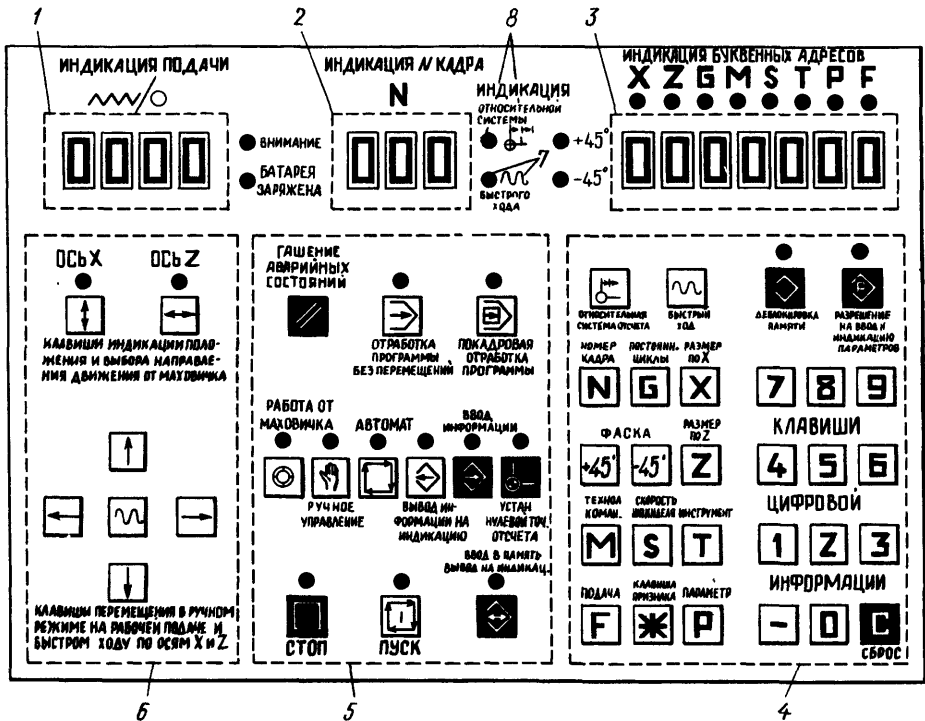 1
2
8
3
ИНДИКАЦИЯ ПОДАЧИ
0000
ВНИМАНИЕ
БАТАРЕЯ
ЗАРЯЖЕНА
ИНДИКАЦИЯ N КАДРА
N
000
ИНДИКАЦИЯ
ОТНОСИТЕЛЬНОЙ
СИСТЕМЫ
7
БЫСТРОГО
ХОДА
+45°
-45°
ИНДИКАЦИЯ БУКВЕННЫХ АДРЕСОВ
X Z G M S T P F
0000000
ОСЬ X
ОСЬ Z
КЛАВИШИ ИНДИКАЦИИ ПОЛО-
ЖЕНИЯ И ВЫБОРА НАПРАВЛЕ-
НИЯ ДВИЖЕНИЯ ОТ МАХОВИЧКА
КЛАВИШИ ПЕРЕМЕЩЕНИЯ В РУЧНОМ
РЕЖИМЕ НА РАБОЧЕЙ ПОДАЧЕ И
БЫСТРОМ ХОДУ ПО ОСЯМ X И Z
ГАШЕНИЕ
АВАРИЙНЫХ
СОСТОЯНИЙ
ОТРАБОТКА
ПРОГРАММЫ
БЕЗ ПЕРЕМЕЩЕНИЙ
ПОКАДРОВАЯ
ОТРАБОТКА
ПРОГРАММЫ
РАБОТА ОТ
МАХОВИЧКА
АВТОМАТ
ВВОД
ИНФОРМАЦИИ
РУЧНОЕ
УПРАВЛЕНИЕ
ВЫВОД ИН-
ФОРМАЦИИ НА
ИНДИКАЦИЮ
УСТАН
НУЛЕВОЙ ТОЧ.
ОТСЧЕТА
ВВОД В ПАМЯТЬ
ВЫВОД НА ИНДИКАЦ.
СТОП
ПУСК
ОТНОСИТЕЛЬНАЯ
СИСТЕМА ОТСЧЕТА
БЫСТРЫЙ
ХОД
ДЕБЛОКИРОВКА
ПАМЯТИ
РАЗРЕШЕНИЕ
НА ВВОД И
ИНДИКАЦИЮ
ПАРАМЕТРОВ
НОМЕР
КАДРА
ПОСТОЯНН.
ЦИКЛЫ
РАЗМЕР
ПО X
N G X
7 8 9
ФАСКА
РАЗМЕР
ПО Z
КЛАВИШИ
+45° -45° Z
4 5 6
ТЕХНОЛ
КОМАН.
СКОРОСТЬ
ШПИНДЕЛЯ
ИНСТРУМЕНТ
ЦИФРОВОЙ
M S T
1 2 3
ПОДАЧА
КЛАВИША
ПРИЗНАКА
ПАРАМЕТР
ИНФОРМАЦИИ
F Ж P
- 0 C
СБРОС
6
5
4